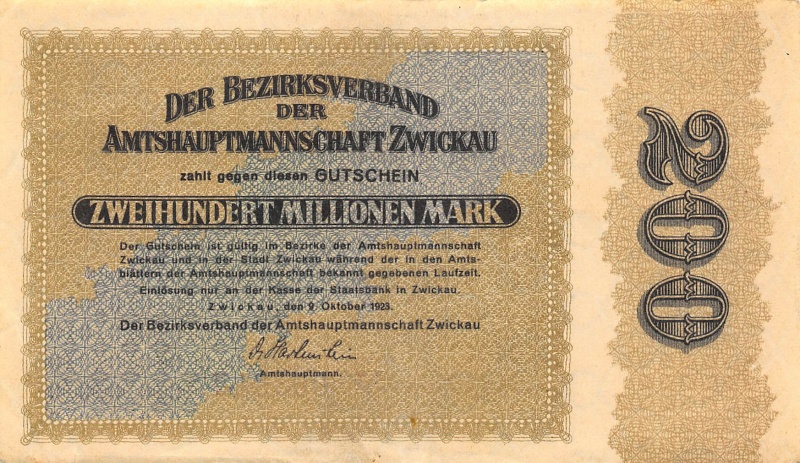 DER BEZIRKSVERBAND
DER
AMTSHAUPTMANNSCHAFT ZWICKAU
zahlt gegen diesen GUTSCHEIN
ZWEIHUNDERT MILLIONEN MARK
Der Gutschein ist gültig im Bezirke der Amtshauptmannschaft
Zwickau und in der Stadt Zwickau während der in den Amts-
blättern der Amtshauptmannschaft bekannt gegebenen Laufzeit.
Einlösung nur an der Kasse der Staatsbank in Zwickau.
Zwickau, den 9. Oktober 1923.
Der Bezirksverband der Amtshauptmannschaft Zwickau
Amtshauptmann.
200